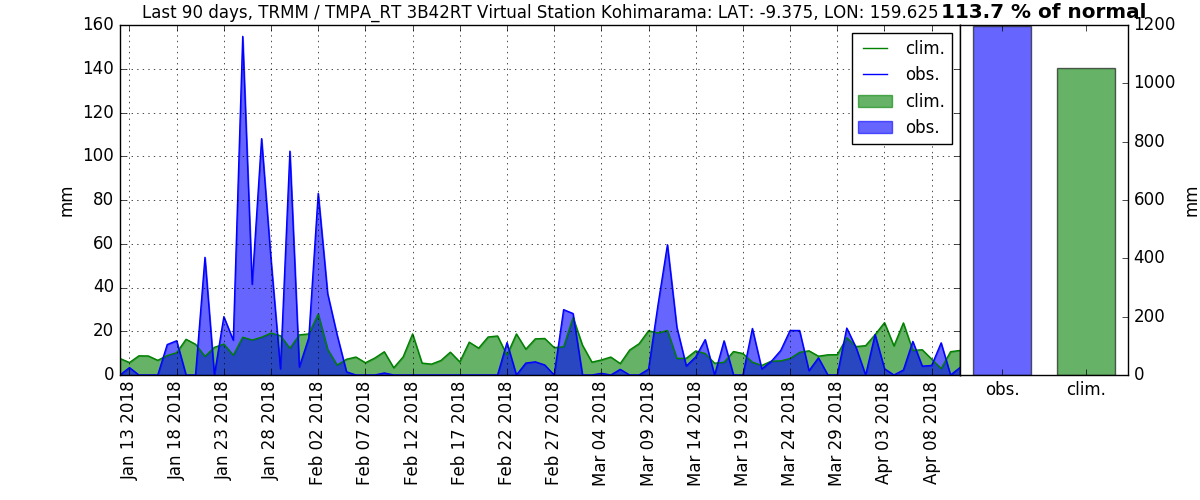 Last 90 days, TRMM / TMPA_RT 3B42RT Virtual Station Kohimarama: LAT: -9.375, LON: 159.625
113.7 % of normal
160
140
120
100
80
60
40
20
0
mm
clim.
obs.
clim.
obs.
Jan 13 2018
Jan 18 2018
Jan 23 2018
Jan 28 2018
Feb 02 2018
Feb 07 2018
Feb 12 2018
Feb 17 2018
Feb 22 2018
Feb 27 2018
Mar 04 2018
Mar 09 2018
Mar 14 2018
Mar 19 2018
Mar 24 2018
Mar 29 2018
Apr 03 2018
Apr 08 2018
1200
1000
800
600
400
200
0
mm
obs.
clim.